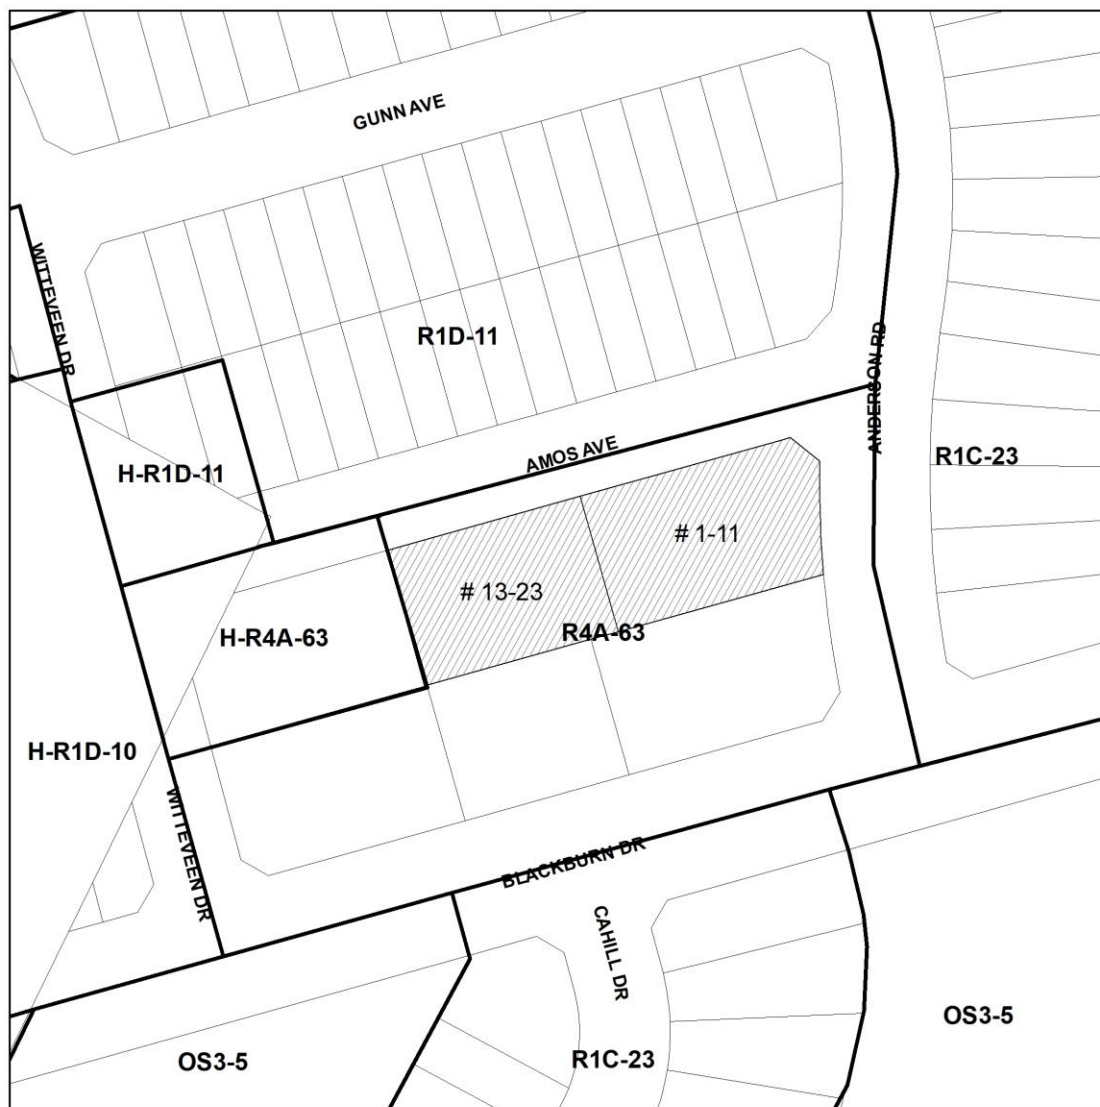 GUNN AVE
WITTEVEEN DR
R1D-11
ANDERSON RD
AMOS AVE
R1C-23
H-R1D-11
# 1-11
# 13-23
R4A-63
H-R4A-63
H-R1D-10
WITTEVEEN DR
BLACKBURN DR
CAHILL DR
OS3-5
OS3-5
R1C-23